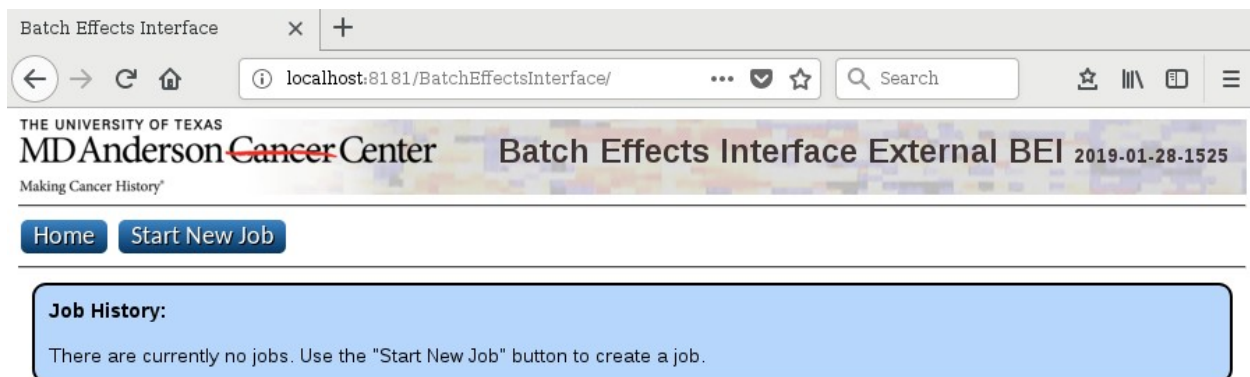 Batch Effects Interface
localhost:8181/BatchEffectsInterface/
Search
THE UNIVERSITY OF TEXAS
MD Anderson Cancer Center
Making Cancer History®
Batch Effects Interface External BEI 2019-01-28-1525
Home Start New Job
Job History:
There are currently no jobs. Use the "Start New Job" button to create a job.